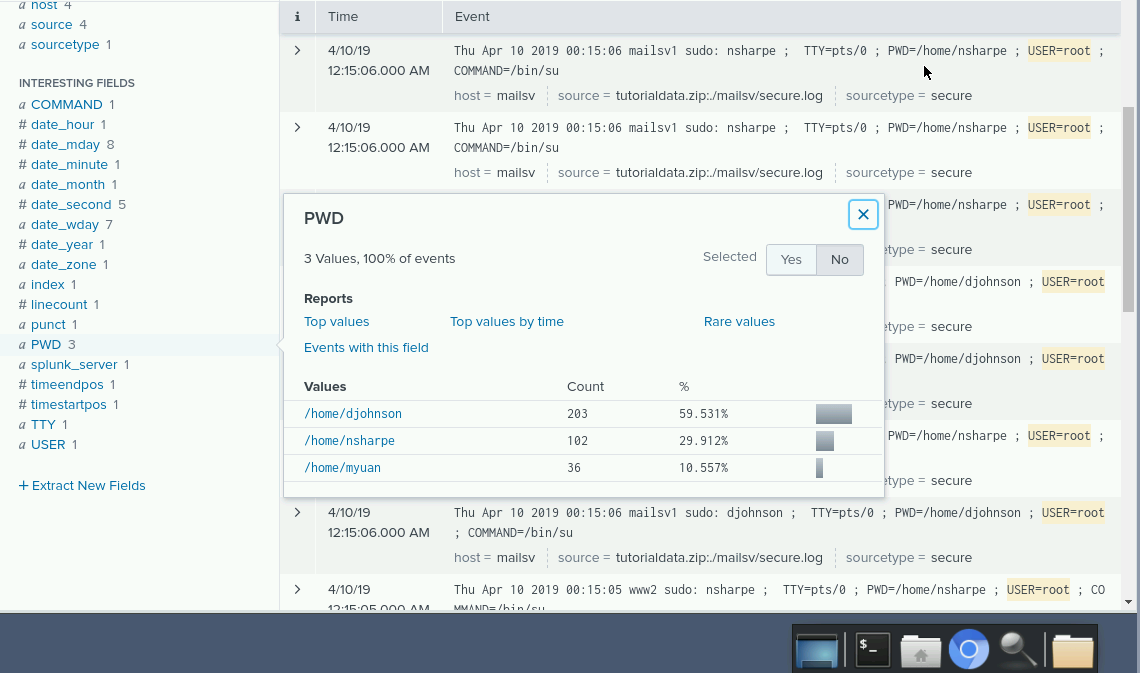 a host 4
a source 4
a sourcetype 1
INTERESTING FIELDS
a COMMAND 1
# date_hour 1
# date_mday 8
# date_minute 1
a date_month 1
# date_second 5
a date_wday 7
# date_year 1
a date_zone 1
a index 1
# linecount 1
a punct 1
a PWD 3
a splunk_server 1
# timeendpos 1
# timestartpos 1
a TTY 1
a USER 1
+ Extract New Fields
i Time Event
4/10/19 Thu Apr 10 2019 00:15:06 mailsv1 sudo: nsharpe ; TTY=pts/0 ; PWD=/home/nsharpe ; USER=root ;
12:15:06.000 AM COMMAND=/bin/su
host = mailsv source = tutorialdata.zip:./mailsv/secure.log sourcetype = secure
4/10/19 Thu Apr 10 2019 00:15:06 mailsv1 sudo: nsharpe ; TTY=pts/0 ; PWD=/home/nsharpe ; USER=root ;
12:15:06.000 AM COMMAND=/bin/su
host = mailsv source = tutorialdata.zip:./mailsv/secure.log sourcetype = secure
PWD=/home/nsharpe ; USER=root ;
etype = secure
PWD=/home/djohnson ; USER=root
etype = secure
PWD=/home/djohnson ; USER=root
etype = secure
PWD=/home/nsharpe ; USER=root ;
etype = secure
PWD
3 Values, 100% of events Selected Yes No
Reports
Top values Top values by time Rare values
Events with this field
Values Count %
/home/djohnson 203 59.531%
/home/nsharpe 102 29.912%
/home/myuan 36 10.557%
4/10/19 Thu Apr 10 2019 00:15:06 mailsv1 sudo: djohnson ; TTY=pts/0 ; PWD=/home/djohnson ; USER=root
12:15:06.000 AM ; COMMAND=/bin/su
host = mailsv source = tutorialdata.zip:./mailsv/secure.log sourcetype = secure
4/10/19 Thu Apr 10 2019 00:15:05 www2 sudo: nsharpe ; TTY=pts/0 ; PWD=/home/nsharpe ; USER=root ; CO
12:15:05.000 AM MMAND=/bin/su
$_